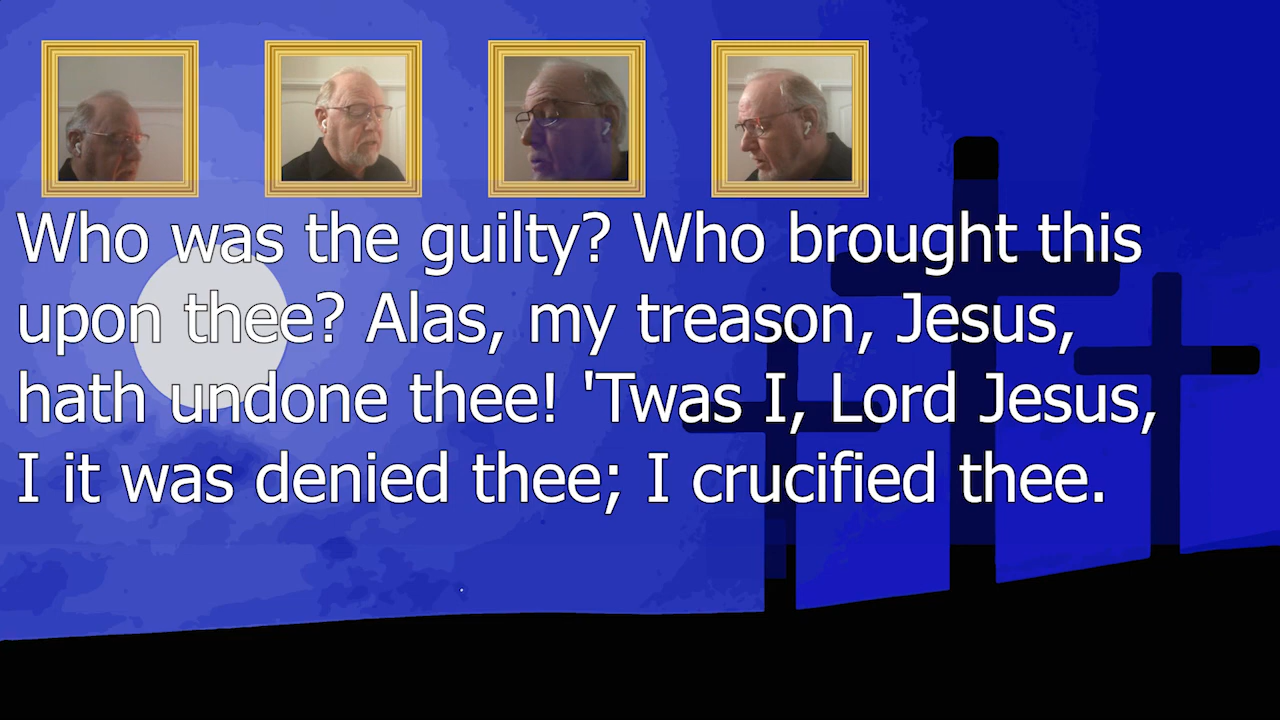 Who was the guilty? Who brought this
upon thee? Alas, my treason, Jesus,
hath undone thee! 'Twas I, Lord Jesus,
I it was denied thee; I crucified thee.